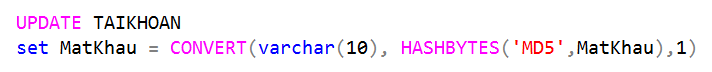 UPDATE TAIKHOAN
set MatKhau = CONVERT(varchar(10), HASHBYTES('MD5',MatKhau),1)